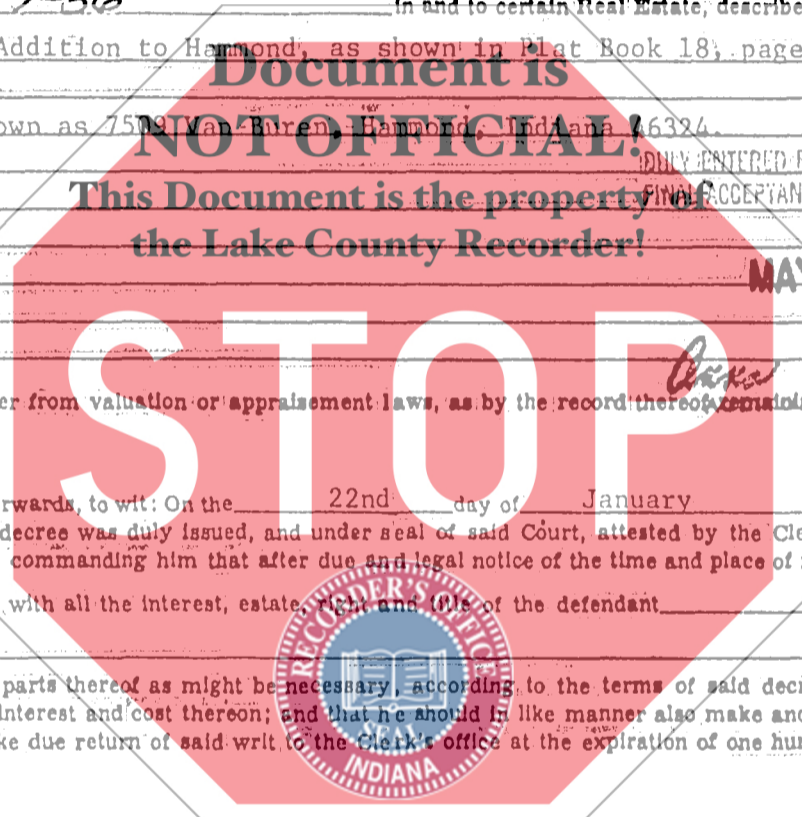 in and to certain Real Estate, describe
Addition to Hammond, as shown in Plat Book 18, page
Document is
own as 7509 Van Buren, Hammond, Indiana 46324.
NOT OFFICIAL!
DULY ENTERED
This Document is the property of
FINAL ACCEPTAN
the Lake County Recorder!
MAY
STOP
er from valuation or appraisement laws, as by the record thereof remaini
rwards, to wit: On the 22nd day of January
decree was duly issued, and under seal of said Court, attested by the Cle
commanding him that after due and legal notice of the time and place of
with all the interest, estate, right and title of the defendant
RECORDER'S OFFICE
parts thereof as might be necessary, according to the terms of said decr
interest and cost thereon; and that he should in like manner also make and
SEAL
ke due return of said writ to the Clerk's office at the expiration of one hun
INDIANA